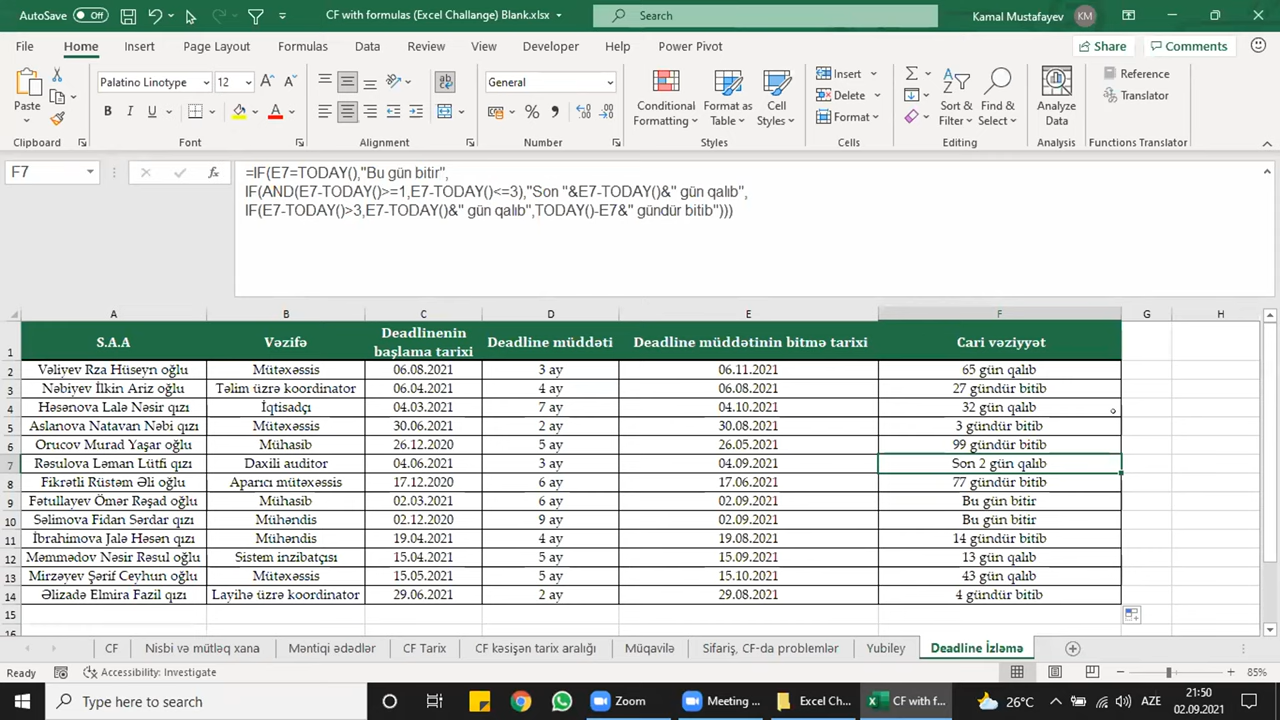 AutoSave Off CF with formulas (Excel Challange) Blank.xlsx Search Kamal Mustafayev KM
File Home Insert Page Layout Formulas Data Review View Developer Help Power Pivot Share Comments
Palatino Linotype 12 General Insert Reference
Paste B I U Conditional Formatting Format as Table Cell Styles Delete Sort & Filter Find & Select Analyze Data Translator
Format
Clipboard Font Alignment Number Styles Cells Editing Analysis Functions Translator
F7 fx =IF(E7=TODAY(),"Bu gün bitir",
IF(AND(E7-TODAY()>=1,E7-TODAY()<=3),"Son "&E7-TODAY()&" gün qalıb",
IF(E7-TODAY()>3,E7-TODAY()&" gün qalıb",TODAY()-E7&" gündür bitib")))
A B C D E F G H
1 S.A.A Vəzifə Deadlinenin başlama tarixi Deadline müddəti Deadline müddətinin bitmə tarixi Cari vəziyyət
2 Vəliyev Rza Hüseyn oğlu Mütəxəssis 06.08.2021 3 ay 06.11.2021 65 gün qalıb
3 Nəbiyev İlkin Ariz oğlu Təlim üzrə koordinator 06.04.2021 4 ay 06.08.2021 27 gündür bitib
4 Həsənova Lalə Nəsir qızı İqtisadçı 04.03.2021 7 ay 04.10.2021 32 gün qalıb
5 Aslanova Natavan Nəbi qızı Mütəxəssis 30.06.2021 2 ay 30.08.2021 3 gündür bitib
6 Orucov Murad Yaşar oğlu Mühasib 26.12.2020 5 ay 26.05.2021 99 gündür bitib
7 Rəsulova Ləman Lütfi qızı Daxili auditor 04.06.2021 3 ay 04.09.2021 Son 2 gün qalıb
8 Fikrətli Rüstəm Əli oğlu Aparıcı mütəxəssis 17.12.2020 6 ay 17.06.2021 77 gündür bitib
9 Fətullayev Ömər Rəşad oğlu Mühasib 02.03.2021 6 ay 02.09.2021 Bu gün bitir
10 Səlimova Fidan Sərdar qızı Mühəndis 02.12.2020 9 ay 02.09.2021 Bu gün bitir
11 İbrahimova Jalə Həsən qızı Mühəndis 19.04.2021 4 ay 19.08.2021 14 gündür bitib
12 Məmmədov Nəsir Rəsul oğlu Sistem inzibatçısı 15.04.2021 5 ay 15.09.2021 13 gün qalıb
13 Mirzəyev Şərif Ceyhun oğlu Mütəxəssis 15.05.2021 5 ay 15.10.2021 43 gün qalıb
14 Əlizadə Elmira Fazil qızı Layihə üzrə koordinator 29.06.2021 2 ay 29.08.2021 4 gündür bitib
15
16
CF Nisbi və mütləq xana Məntiqi ədədlər CF Tarix CF kəsişən tarix aralığı Müqavilə Sifariş, CF-da problemlər Yubiley Deadline İzləmə
Ready Accessibility: Investigate 85%
Type here to search Zoom Meeting ... Excel Ch... CF with f... 26°C AZE 21:50
02.09.2021